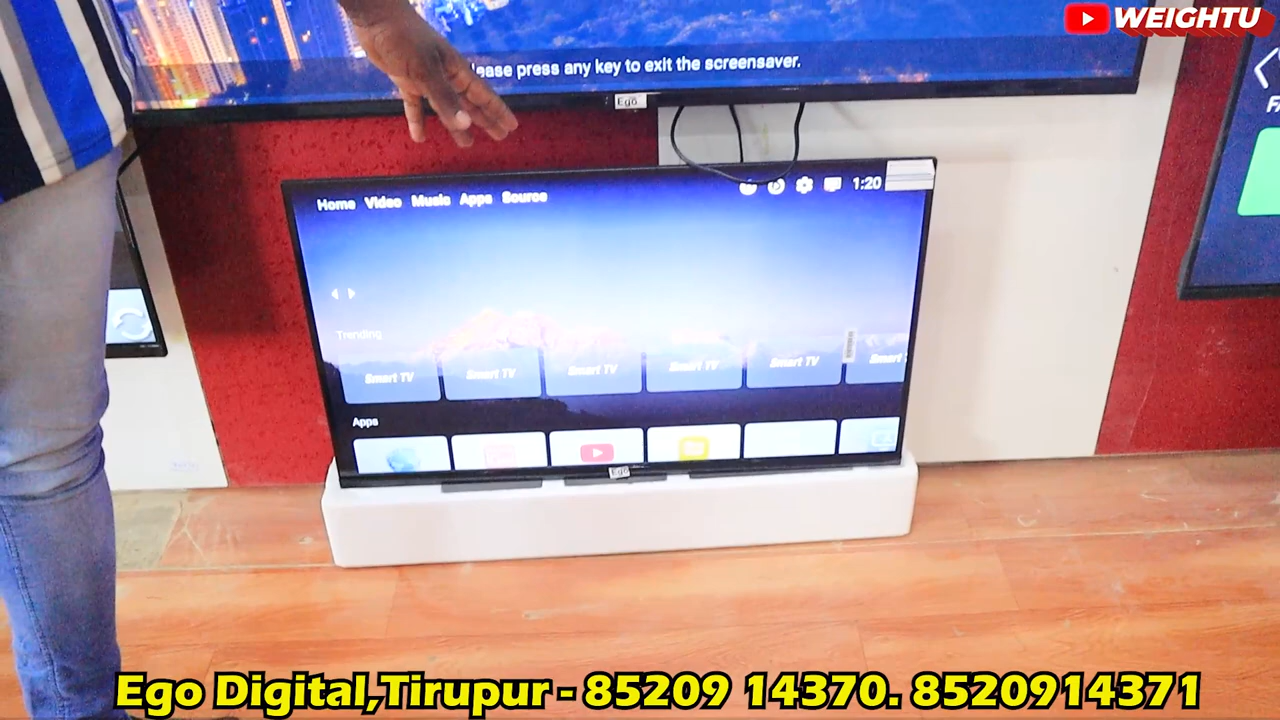 WEIGHTU
lease press any key to exit the screensaver.
Ego
Home Video Music Apps Source
1:20
Trending
Smart TV Smart TV Smart TV Smart TV Smart TV Smart
Apps
Ego
Ego Digital,Tirupur - 85209 14370. 8520914371